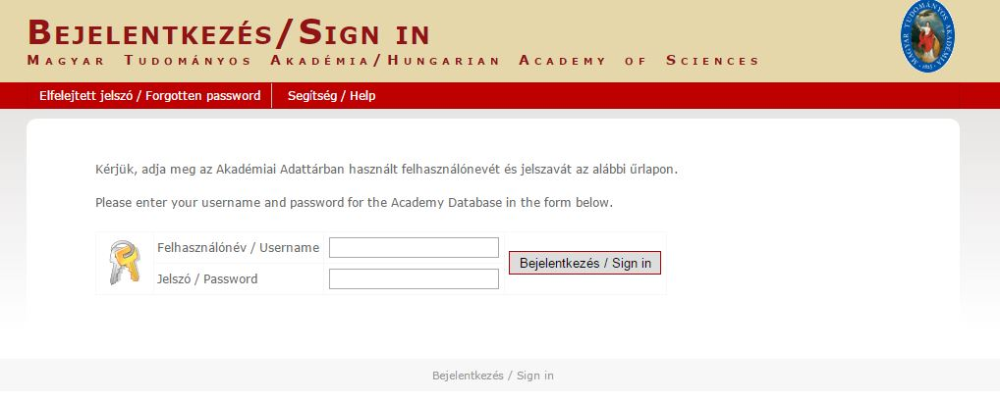 Bejelentkezés/Sign in
Magyar Tudományos Akadémia/Hungarian Academy of Sciences
MAGYAR TUDOMÁNYOS AKADÉMIA
1825
Felejtett jelszó / Forgotten password
Segítség / Help
Kérjük, adja meg az Akadémiai Adattárban használt felhasználónevét és jelszavát az alábbi űrlapon.
Please enter your username and password for the Academy Database in the form below.
Felhasználónév / Username
Jelszó / Password
Bejelentkezés / Sign in
Bejelentkezés / Sign in